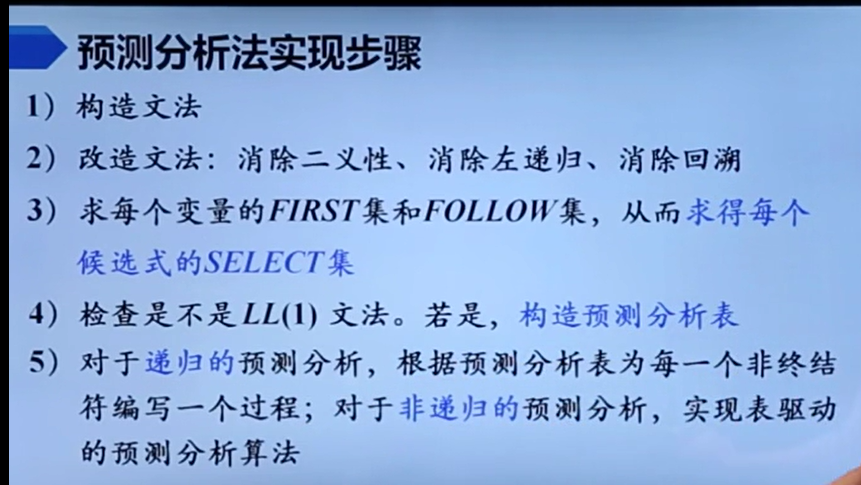 预测分析法实现步骤
1）构造文法
2）改造文法：消除二义性、消除左递归、消除回溯
3）求每个变量的FIRST集和FOLLOW集，从而求得每个
候选式的SELECT集
4）检查是不是LL(1) 文法。若是，构造预测分析表
5）对于递归的预测分析，根据预测分析表为每一个非终结
符编写一个过程；对于非递归的预测分析，实现表驱动
的预测分析算法